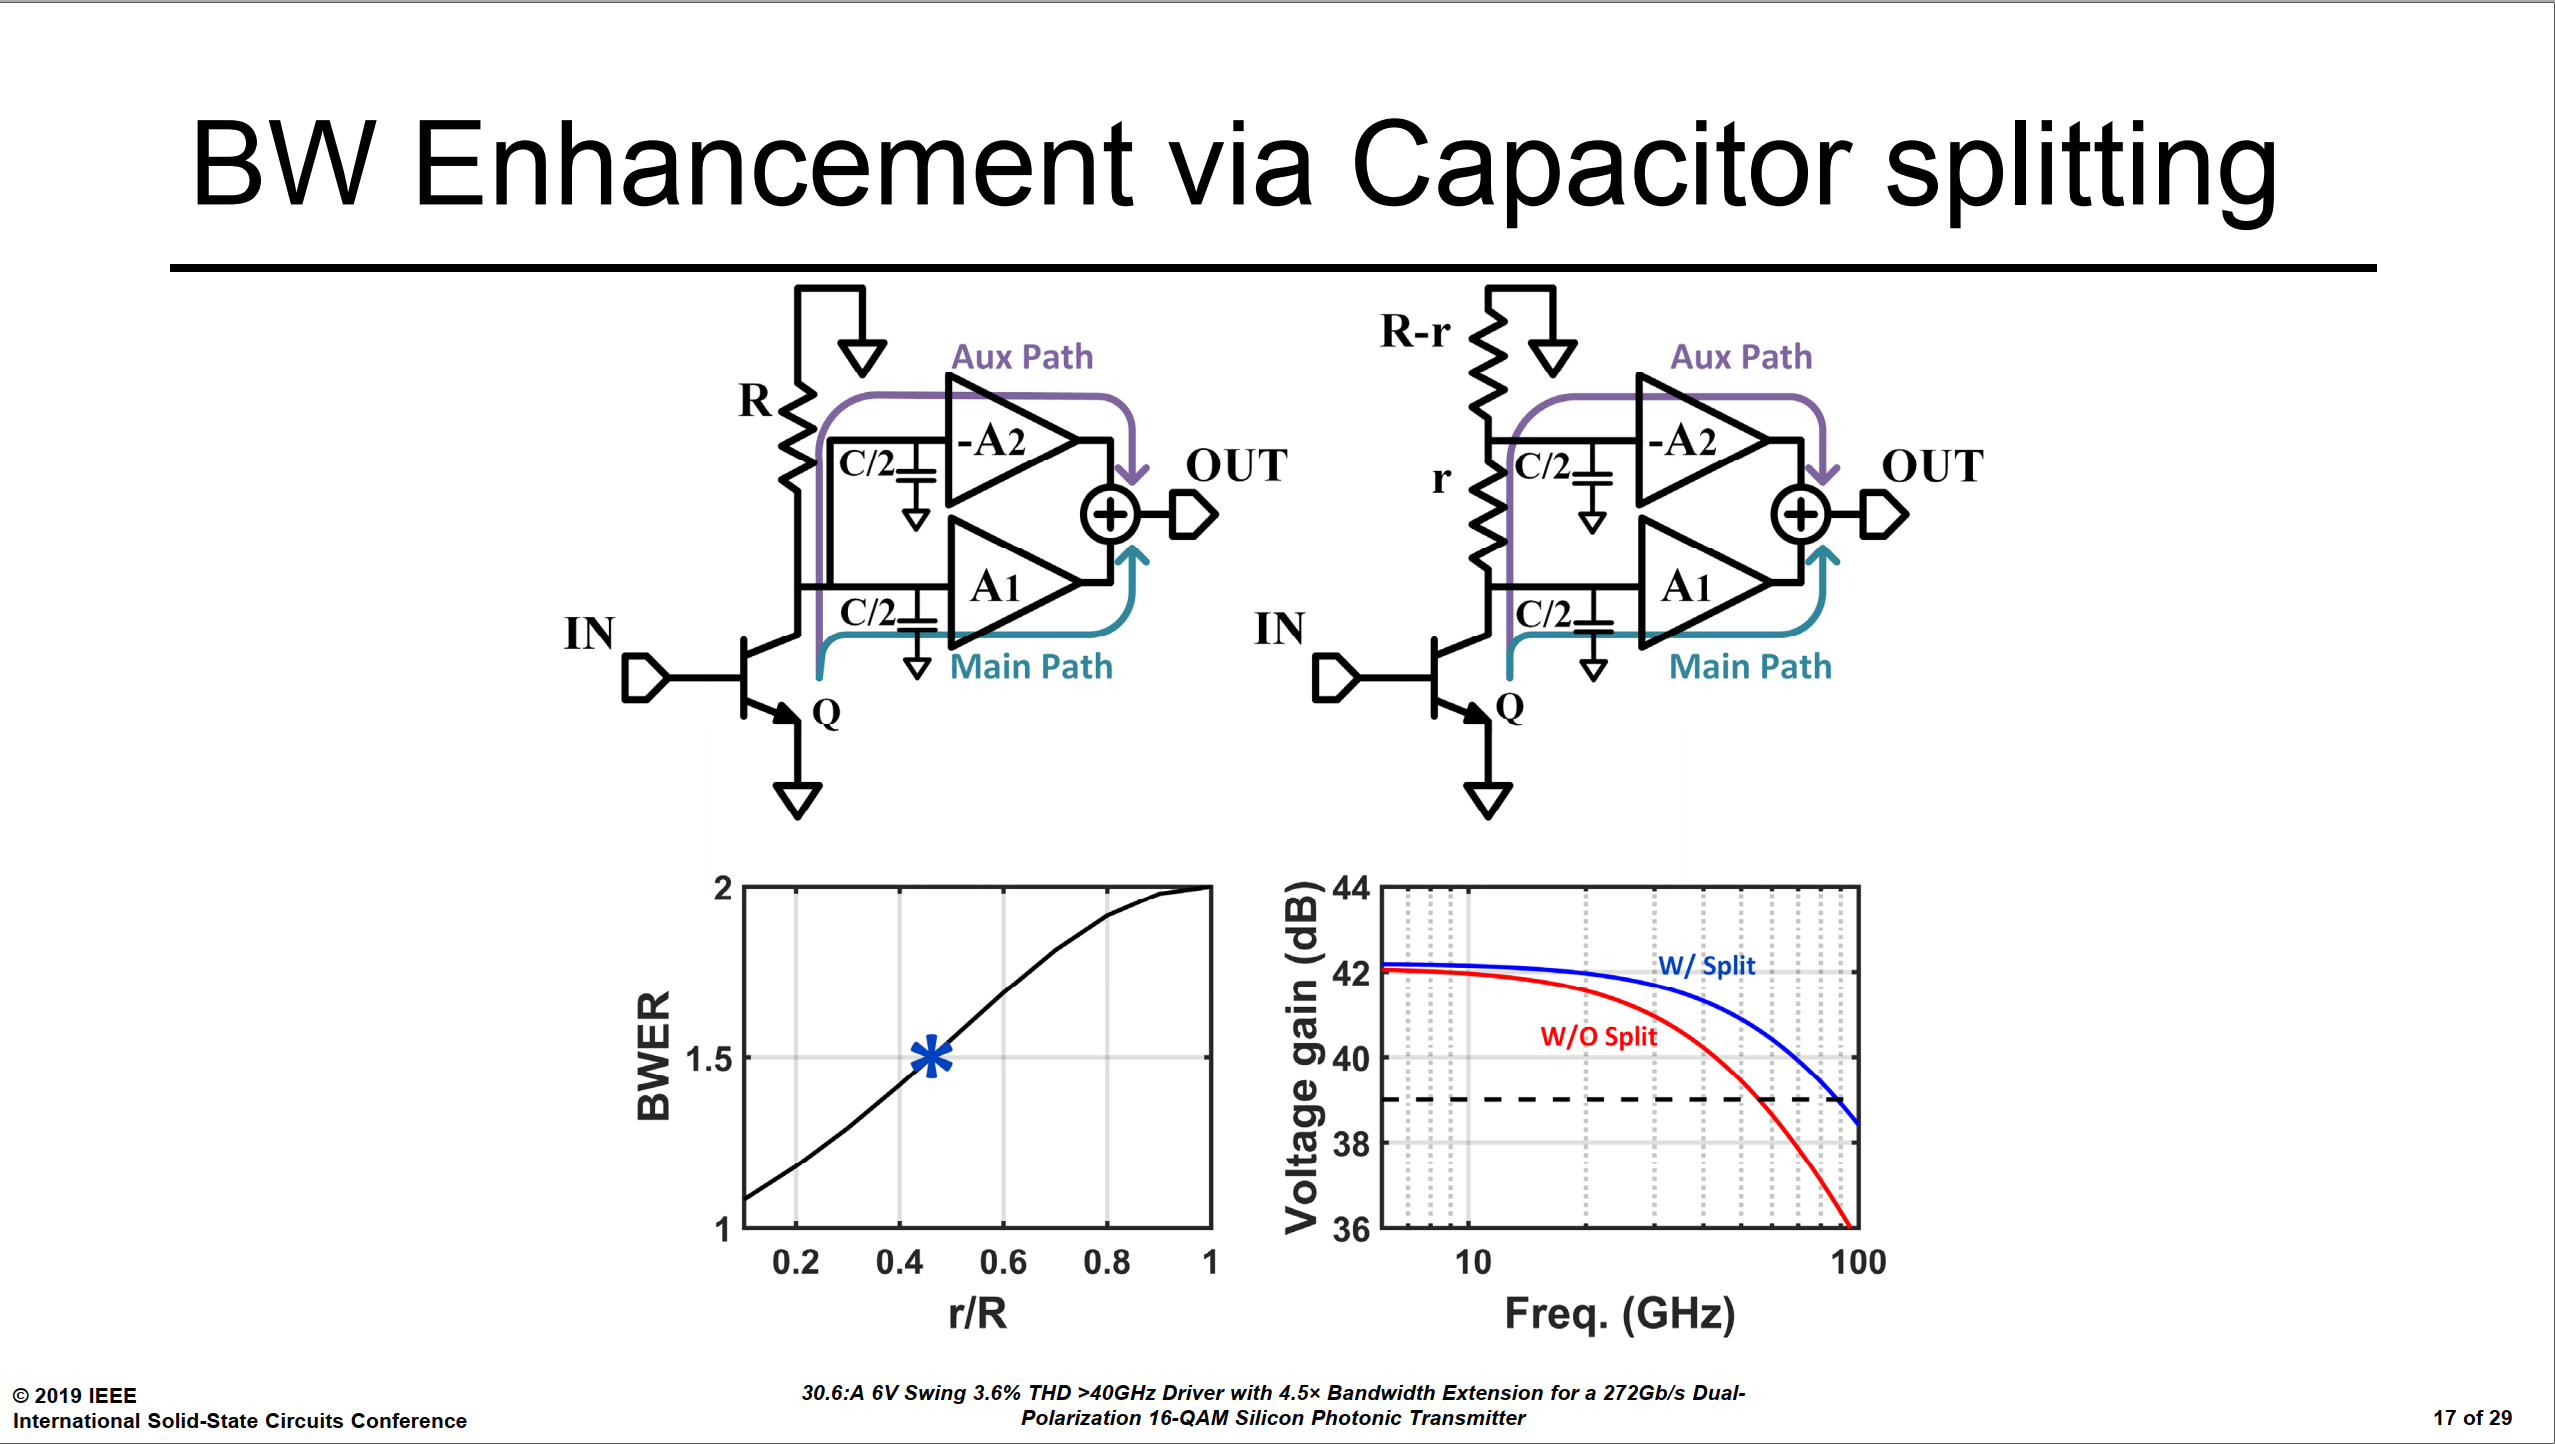 BW Enhancement via Capacitor splitting
R
Aux Path
-A2
C/2
OUT
A1
C/2
IN
Main Path
Q
R-r
Aux Path
-A2
C/2
r
OUT
A1
C/2
IN
Main Path
Q
BWER
2
1.5
1
0.2 0.4 0.6 0.8 1
r/R
Voltage gain (dB)
44
42
40
38
36
W/ Split
W/O Split
10 100
Freq. (GHz)
© 2019 IEEE
International Solid-State Circuits Conference
30.6:A 6V Swing 3.6% THD >40GHz Driver with 4.5× Bandwidth Extension for a 272Gb/s Dual-
Polarization 16-QAM Silicon Photonic Transmitter
17 of 29